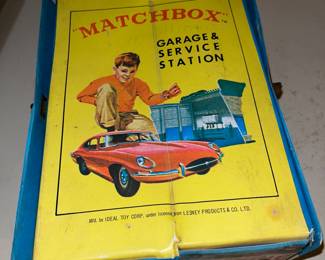 "MATCHBOX"
GARAGE &
SERVICE
STATION
Mfd. by IDEAL TOY CORP. under license from LESNEY PRODUCTS & CO. LTD.